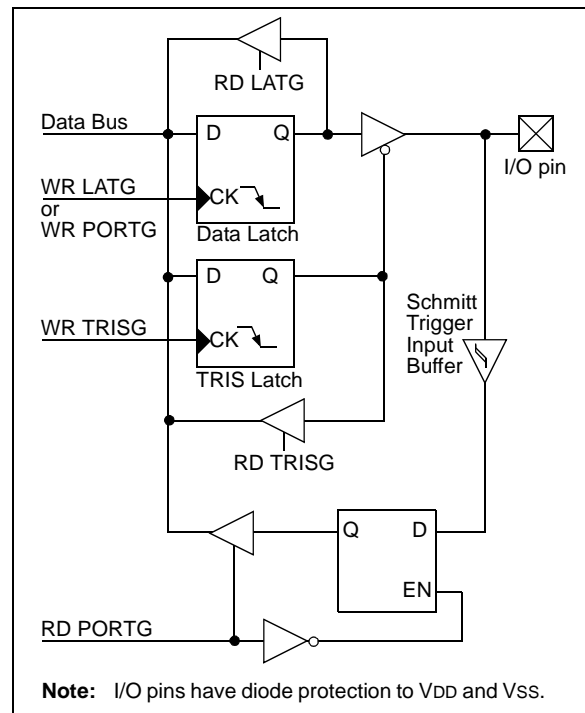 RD LATG
Data Bus
D Q
I/O pin
WR LATG
or
WR PORTG
CK
Data Latch
D Q
Schmitt
Trigger
Input
Buffer
WR TRISG
CK
TRIS Latch
RD TRISG
Q D
EN
RD PORTG
Note: I/O pins have diode protection to VDD and VSS.